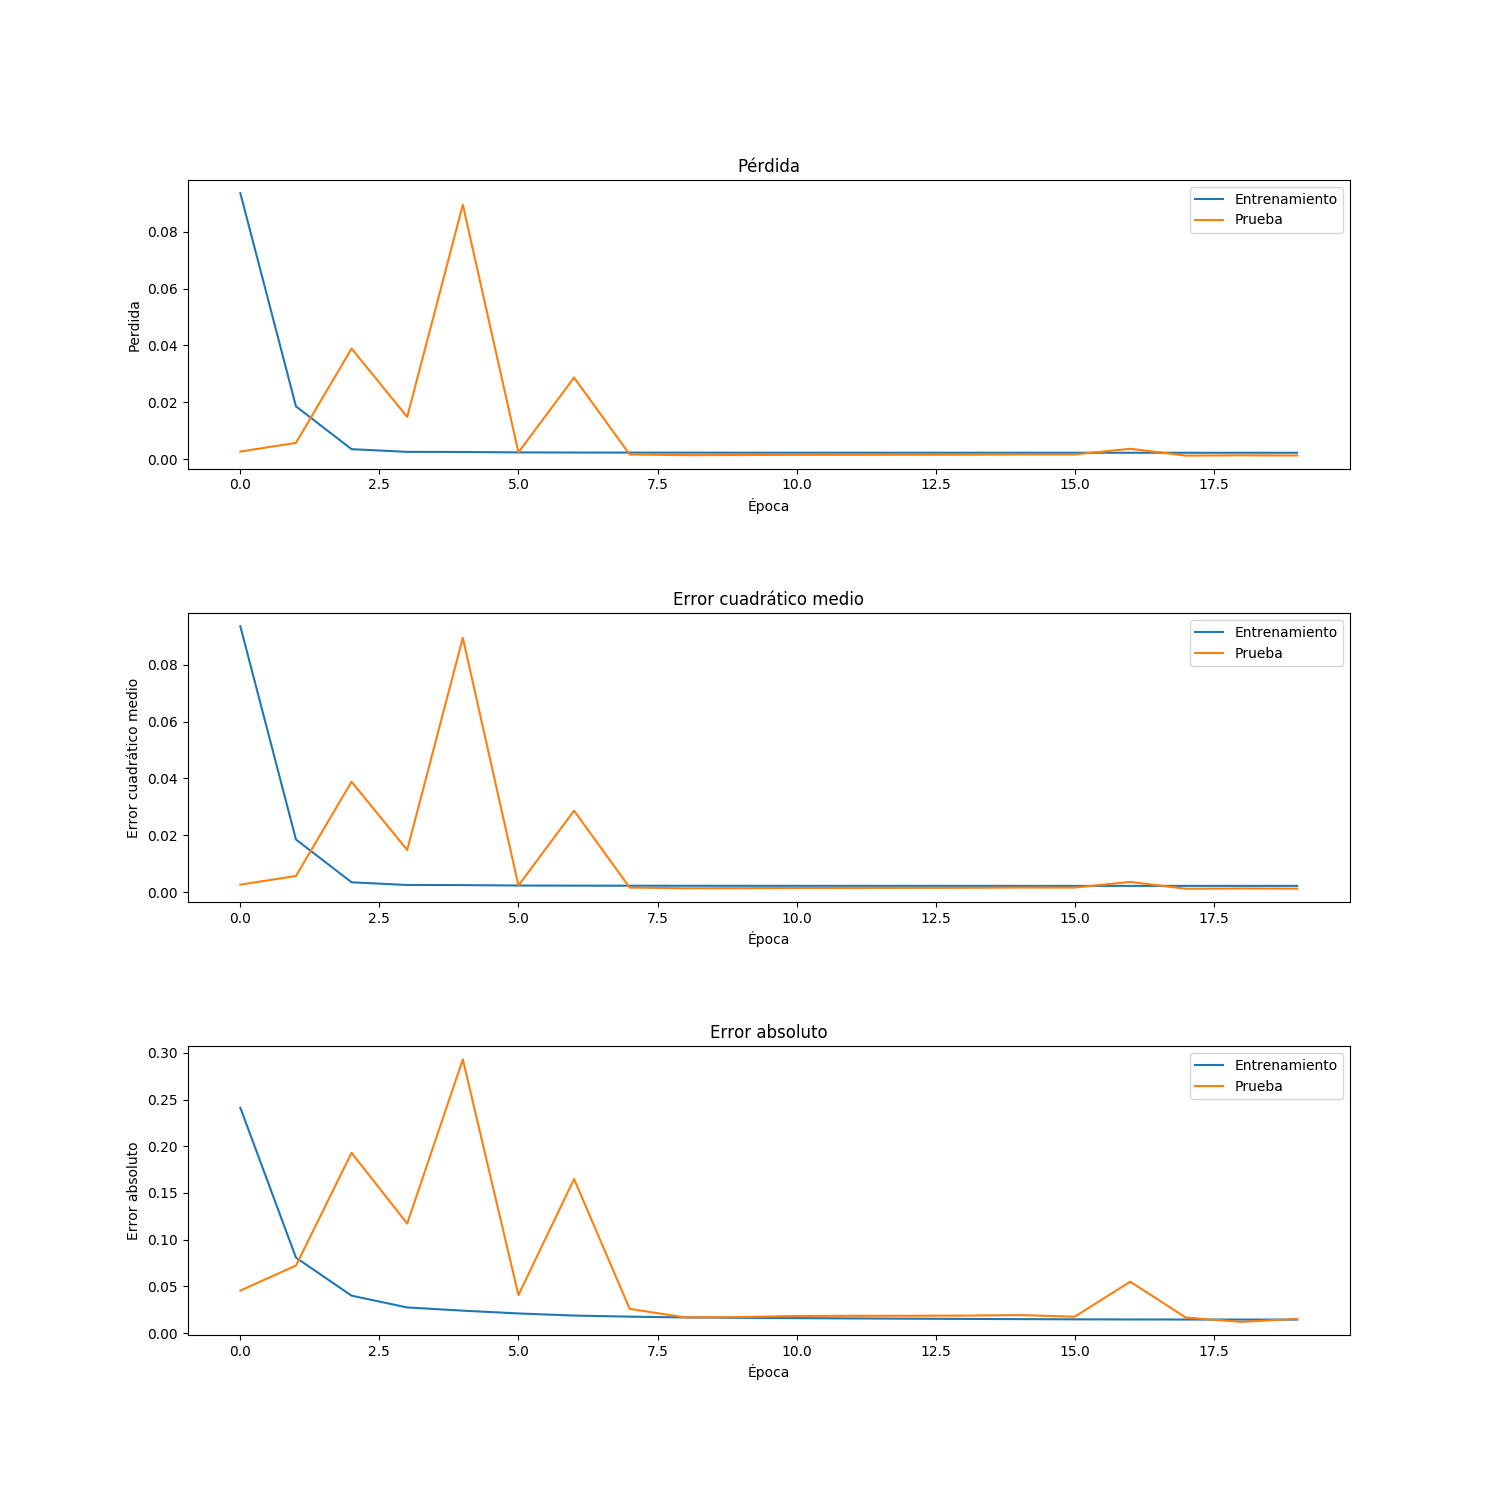 Pérdida
Entrenamiento
Prueba
0.08
0.06
0.04
0.02
0.00
Perdida
0.0 2.5 5.0 7.5 10.0 12.5 15.0 17.5
Época
Error cuadrático medio
Entrenamiento
Prueba
0.08
0.06
0.04
0.02
0.00
Error cuadrático medio
0.0 2.5 5.0 7.5 10.0 12.5 15.0 17.5
Época
Error absoluto
Entrenamiento
Prueba
0.30
0.25
0.20
0.15
0.10
0.05
0.00
Error absoluto
0.0 2.5 5.0 7.5 10.0 12.5 15.0 17.5
Época